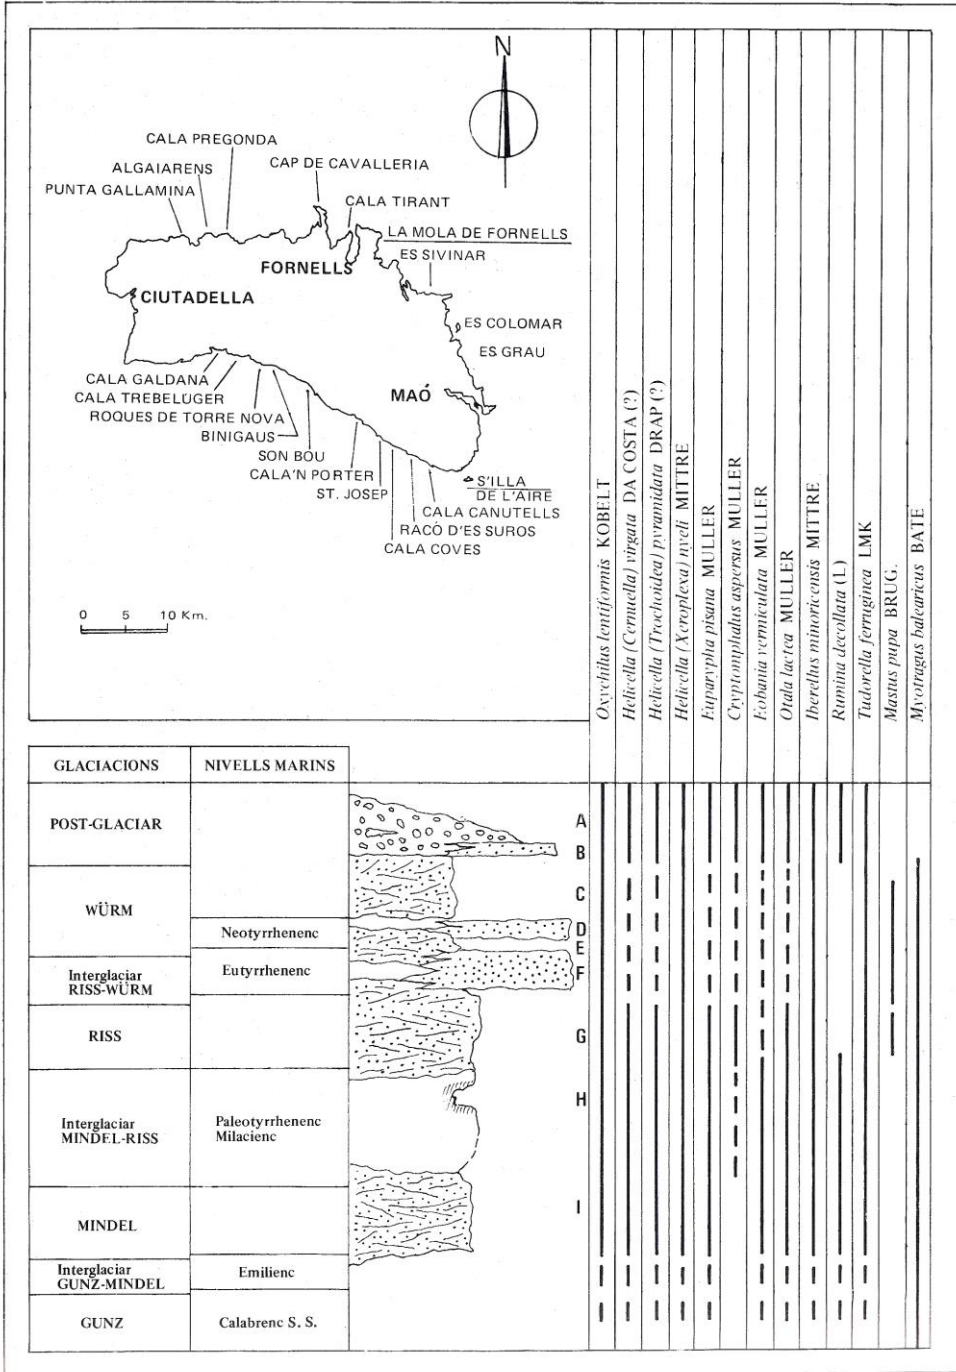 N
CALA PREGONDA
ALGAIARENS
CAP DE CAVALLERIA
PUNTA GALLAMINA
CALA TIRANT
LA MOLA DE FORNELLS
ES SIVINAR
FORNELLS
CIUTADELLA
ES COLOMAR
ES GRAU
CALA GALDANA
CALA TREBELUGER
MAÓ
ROQUES DE TORRE NOVA
BINIGAUS
SON BOU
CALA'N PORTER
ST. JOSEP
S'ILLA
DE L'AIRE
CALA CANUTELLS
RACÓ D'ES SUROS
CALA COVES
0 5 10 Km.
Oxychilus lentiformis KOBELT
Helicella (Cernuella) virgata DA COSTA (?)
Helicella (Trochoidea) pyramidata DRAP (?)
Helicella (Xeroplexa) nyeli MITTRE
Euparypha pisana MULLER
Cryptomphalus aspersus MULLER
Eobania vermiculata MULLER
Otala lactea MULLER
Iberellus minoricensis MITTRE
Rumina decollata (L)
Tudorella ferruginea LMK
Mastus pupa BRUG.
Myotragus balearicus BATE
GLACIACIONS NIVELLS MARINS
POST-GLACIAR
A
B
WÜRM
C
Neotyrrhenenc
D
E
Interglaciar
RISS-WÜRM
Eutyrrhenenc
F
RISS
G
H
Interglaciar
MINDEL-RISS
Paleotyrrhenenc
Milacienc
I
MINDEL
Interglaciar
GUNZ-MINDEL
Emilienc
GUNZ
Calabrenc S. S.